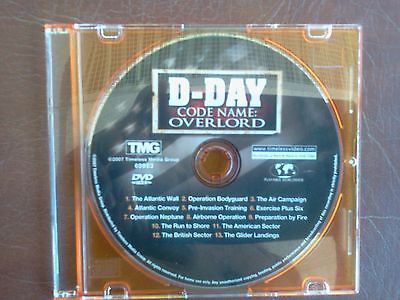 D-DAY
CODE NAME:
OVERLORD
TMG
©2007 Timeless Media Group
www.timelessvideo.com
DVD
1. The Atlantic Wall 2. Operation Bodyguard 3. The Air Campaign
4. Atlantic Convoy 5. Pre-Invasion Training 6. Exercise Plus Six
7. Operation Neptune 8. Airborne Operation 9. Preparation by Fire
10. The Run to Shore 11. The American Sector
12. The British Sector 13. The Glider Landings